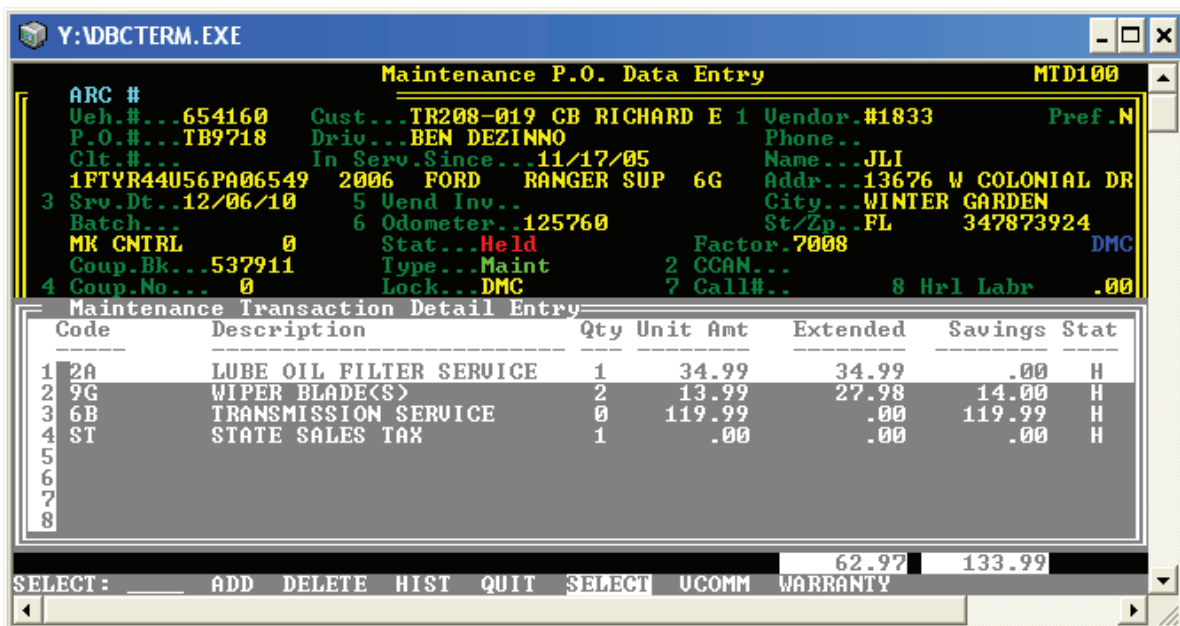 Y:\DBCTERM.EXE
Maintenance P.O. Data Entry MTD100
ARC #
Veh.#...654160 Cust...TR208-019 CB RICHARD E 1 Vendor.#1833 Pref.N
P.O.#...TB9718 Driv...BEN DEZINNO Phone..
Clt.#... In Serv.Since...11/17/05 Name...JLI
1FTYR44U56PA06549 2006 FORD RANGER SUP 6G Addr...13676 W COLONIAL DR
3 Srv.Dt..12/06/10 5 Vend Inv.. City...WINTER GARDEN
Batch... 6 Odometer..125760 St/Zp..FL 347873924
MK CNTRL 0 Stat...Held Factor.7008 DMC
Coup.Bk...537911 Type...Maint 2 CCAN...
4 Coup.No... 0 Lock...DMC 7 Call#.. 8 Hrl Labr .00
Maintenance Transaction Detail Entry
Code Description Qty Unit Amt Extended Savings Stat
1 2A LUBE OIL FILTER SERVICE 1 34.99 34.99 .00 H
2 9G WIPER BLADE(S) 2 13.99 27.98 14.00 H
3 6B TRANSMISSION SERVICE 0 119.99 .00 119.99 H
4 ST STATE SALES TAX 1 .00 .00 .00 H
5
6
7
8
62.97 133.99
SELECT: _____ ADD DELETE HIST QUIT SELECT VCOMM WARRANTY